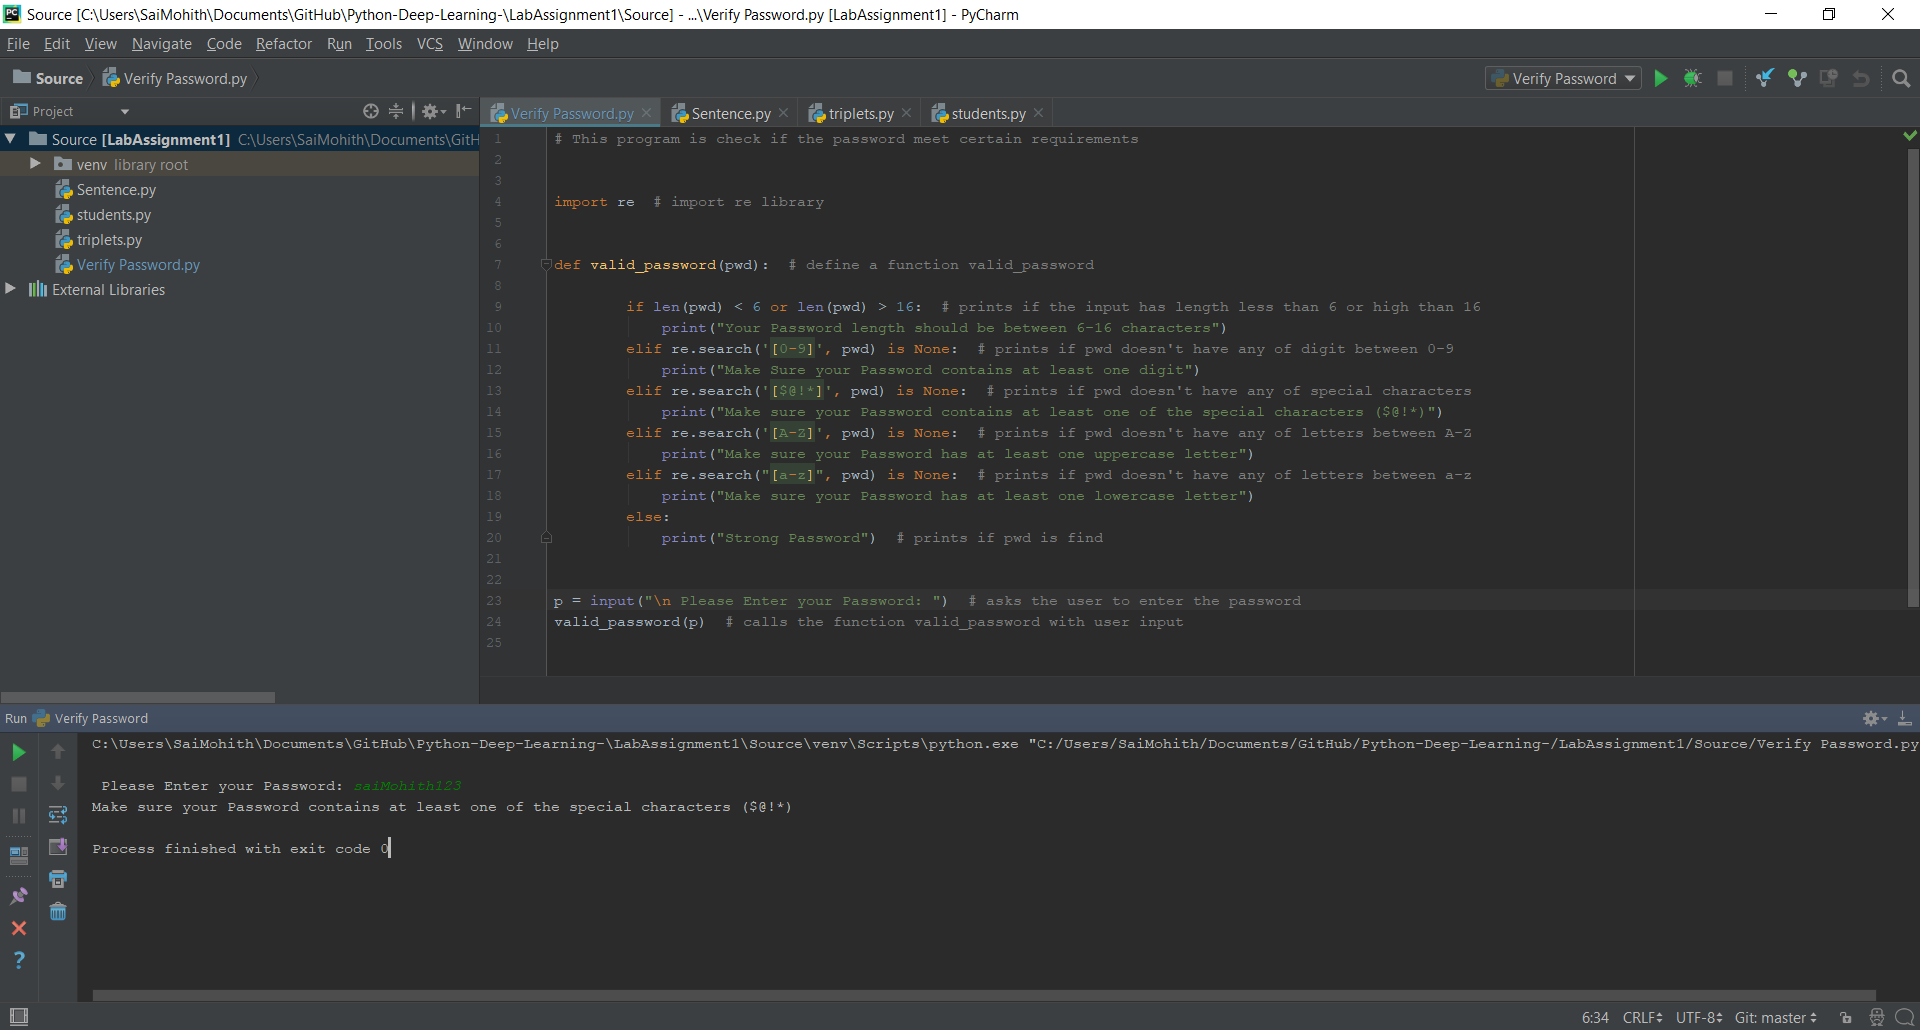 Source [C:\Users\SaiMohith\Documents\GitHub\Python-Deep-Learning-\LabAssignment1\Source] - ...\Verify Password.py [LabAssignment1] - PyCharm
File Edit View Navigate Code Refactor Run Tools VCS Window Help
Source Verify Password.py Verify Password
Project
Verify Password.py Sentence.py triplets.py students.py
Source [LabAssignment1] C:\Users\SaiMohith\Documents\GitH
venv library root
Sentence.py
students.py
triplets.py
Verify Password.py
External Libraries
1 # This program is check if the password meet certain requirements
2
3
4 import re  # import re library
5
6
7 def valid_password(pwd):  # define a function valid_password
8
9 if len(pwd) < 6 or len(pwd) > 16:  # prints if the input has length less than 6 or high than 16
10 print("Your Password length should be between 6-16 characters")
11 elif re.search('[0-9]', pwd) is None:  # prints if pwd doesn't have any of digit between 0-9
12 print("Make Sure your Password contains at least one digit")
13 elif re.search('[$@!*]', pwd) is None:  # prints if pwd doesn't have any of special characters
14 print("Make sure your Password contains at least one of the special characters ($@!*)")
15 elif re.search('[A-Z]', pwd) is None:  # prints if pwd doesn't have any of letters between A-Z
16 print("Make sure your Password has at least one uppercase letter")
17 elif re.search("[a-z]", pwd) is None:  # prints if pwd doesn't have any of letters between a-z
18 print("Make sure your Password has at least one lowercase letter")
19 else:
20 print("Strong Password")  # prints if pwd is find
21
22
23 p = input("\n Please Enter your Password: ")  # asks the user to enter the password
24 valid_password(p)  # calls the function valid_password with user input
25
Run Verify Password
C:\Users\SaiMohith\Documents\GitHub\Python-Deep-Learning-\LabAssignment1\Source\venv\Scripts\python.exe "C:/Users/SaiMohith/Documents/GitHub/Python-Deep-Learning-/LabAssignment1/Source/Verify Password.py
Please Enter your Password: saiMohith123
Make sure your Password contains at least one of the special characters ($@!*)
Process finished with exit code 0
6:34 CRLF UTF-8 Git: master